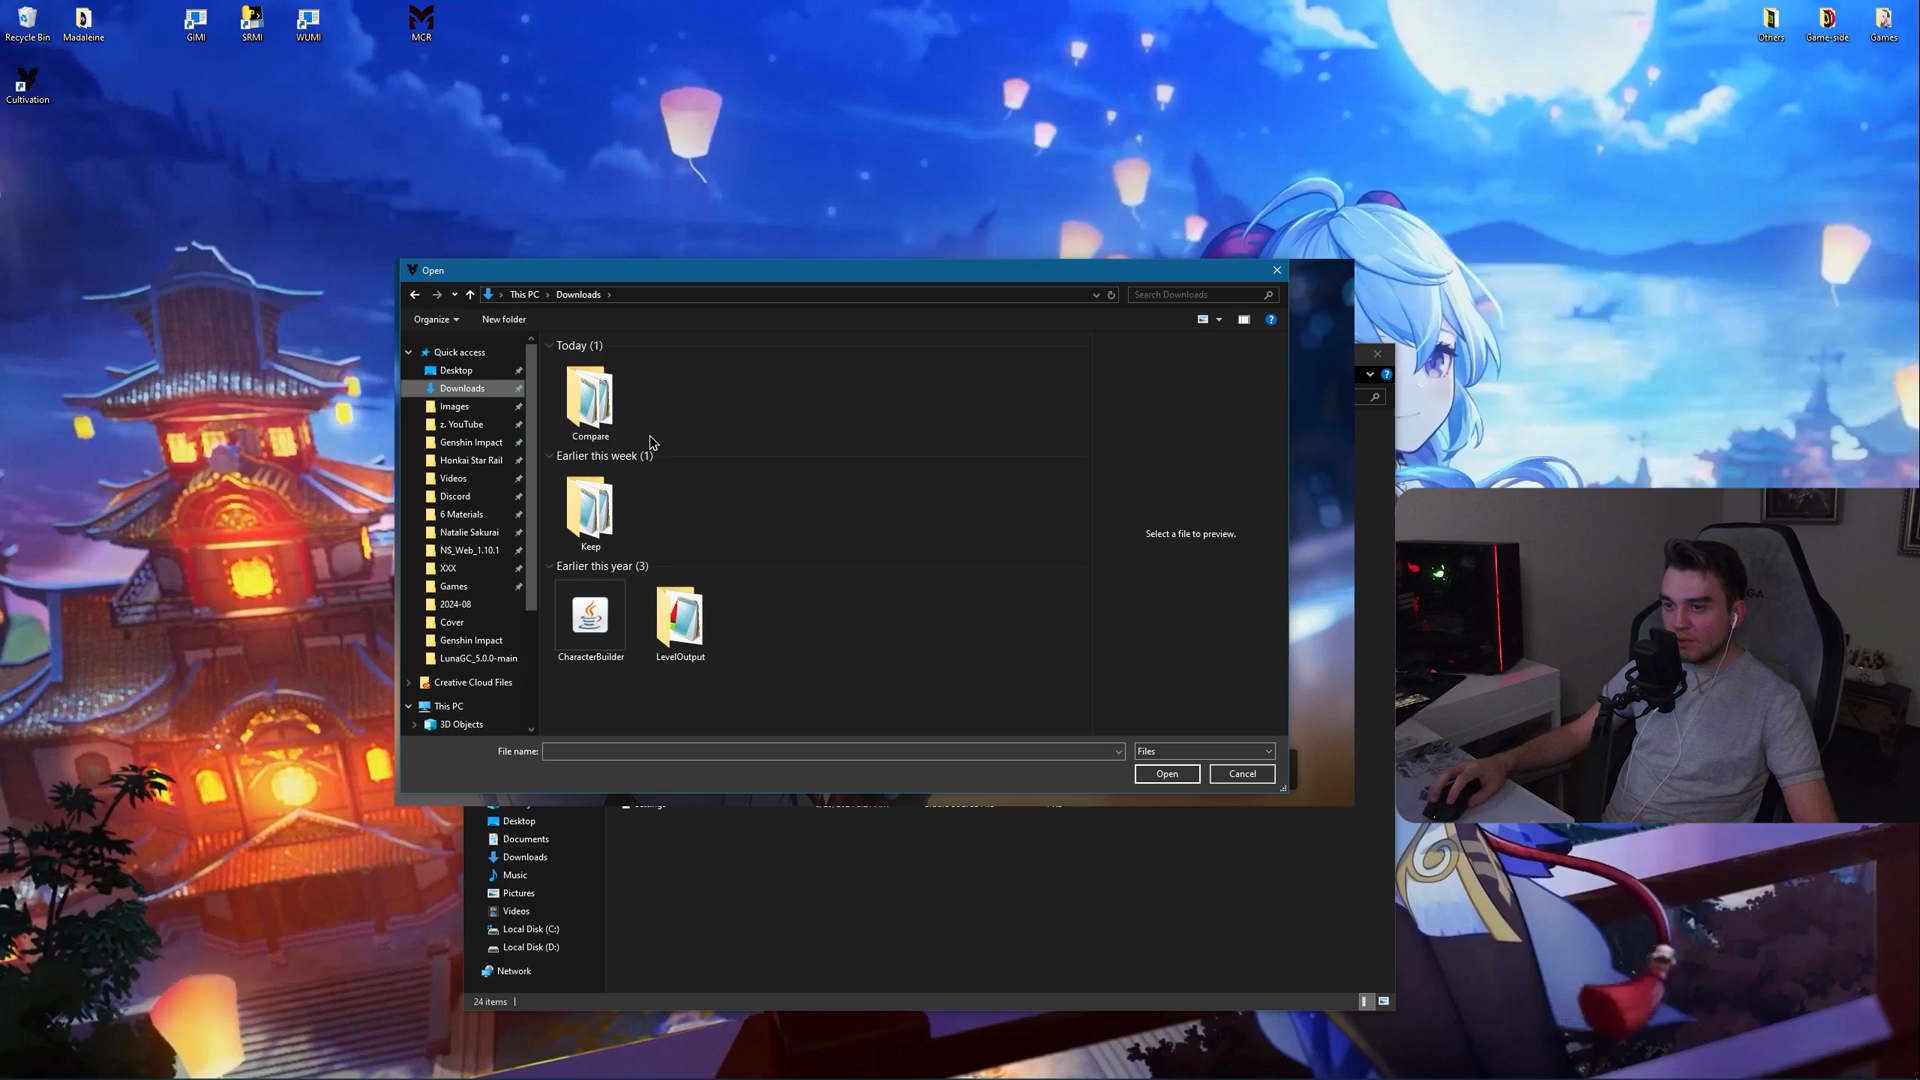 Recycle Bin
Madaleine
GIMI
SRMI
WUMI
MCR
Others
Game-side
Games
Cultivation
Open
This PC > Downloads >
Search Downloads
Organize
New folder
Quick access
Desktop
Downloads
Images
z. YouTube
Genshin Impact
Honkai Star Rail
Videos
Discord
6 Materials
Natalie Sakurai
NS_Web_1.10.1
XXX
Games
2024-08
Cover
Genshin Impact
LunaGC_5.0.0-main
Creative Cloud Files
This PC
3D Objects
Today (1)
Compare
Earlier this week (1)
Keep
Earlier this year (3)
CharacterBuilder
LevelOutput
Select a file to preview.
File name:
Files
Open
Cancel
Desktop
Documents
Downloads
Music
Pictures
Videos
Local Disk (C:)
Local Disk (D:)
Network
24 items